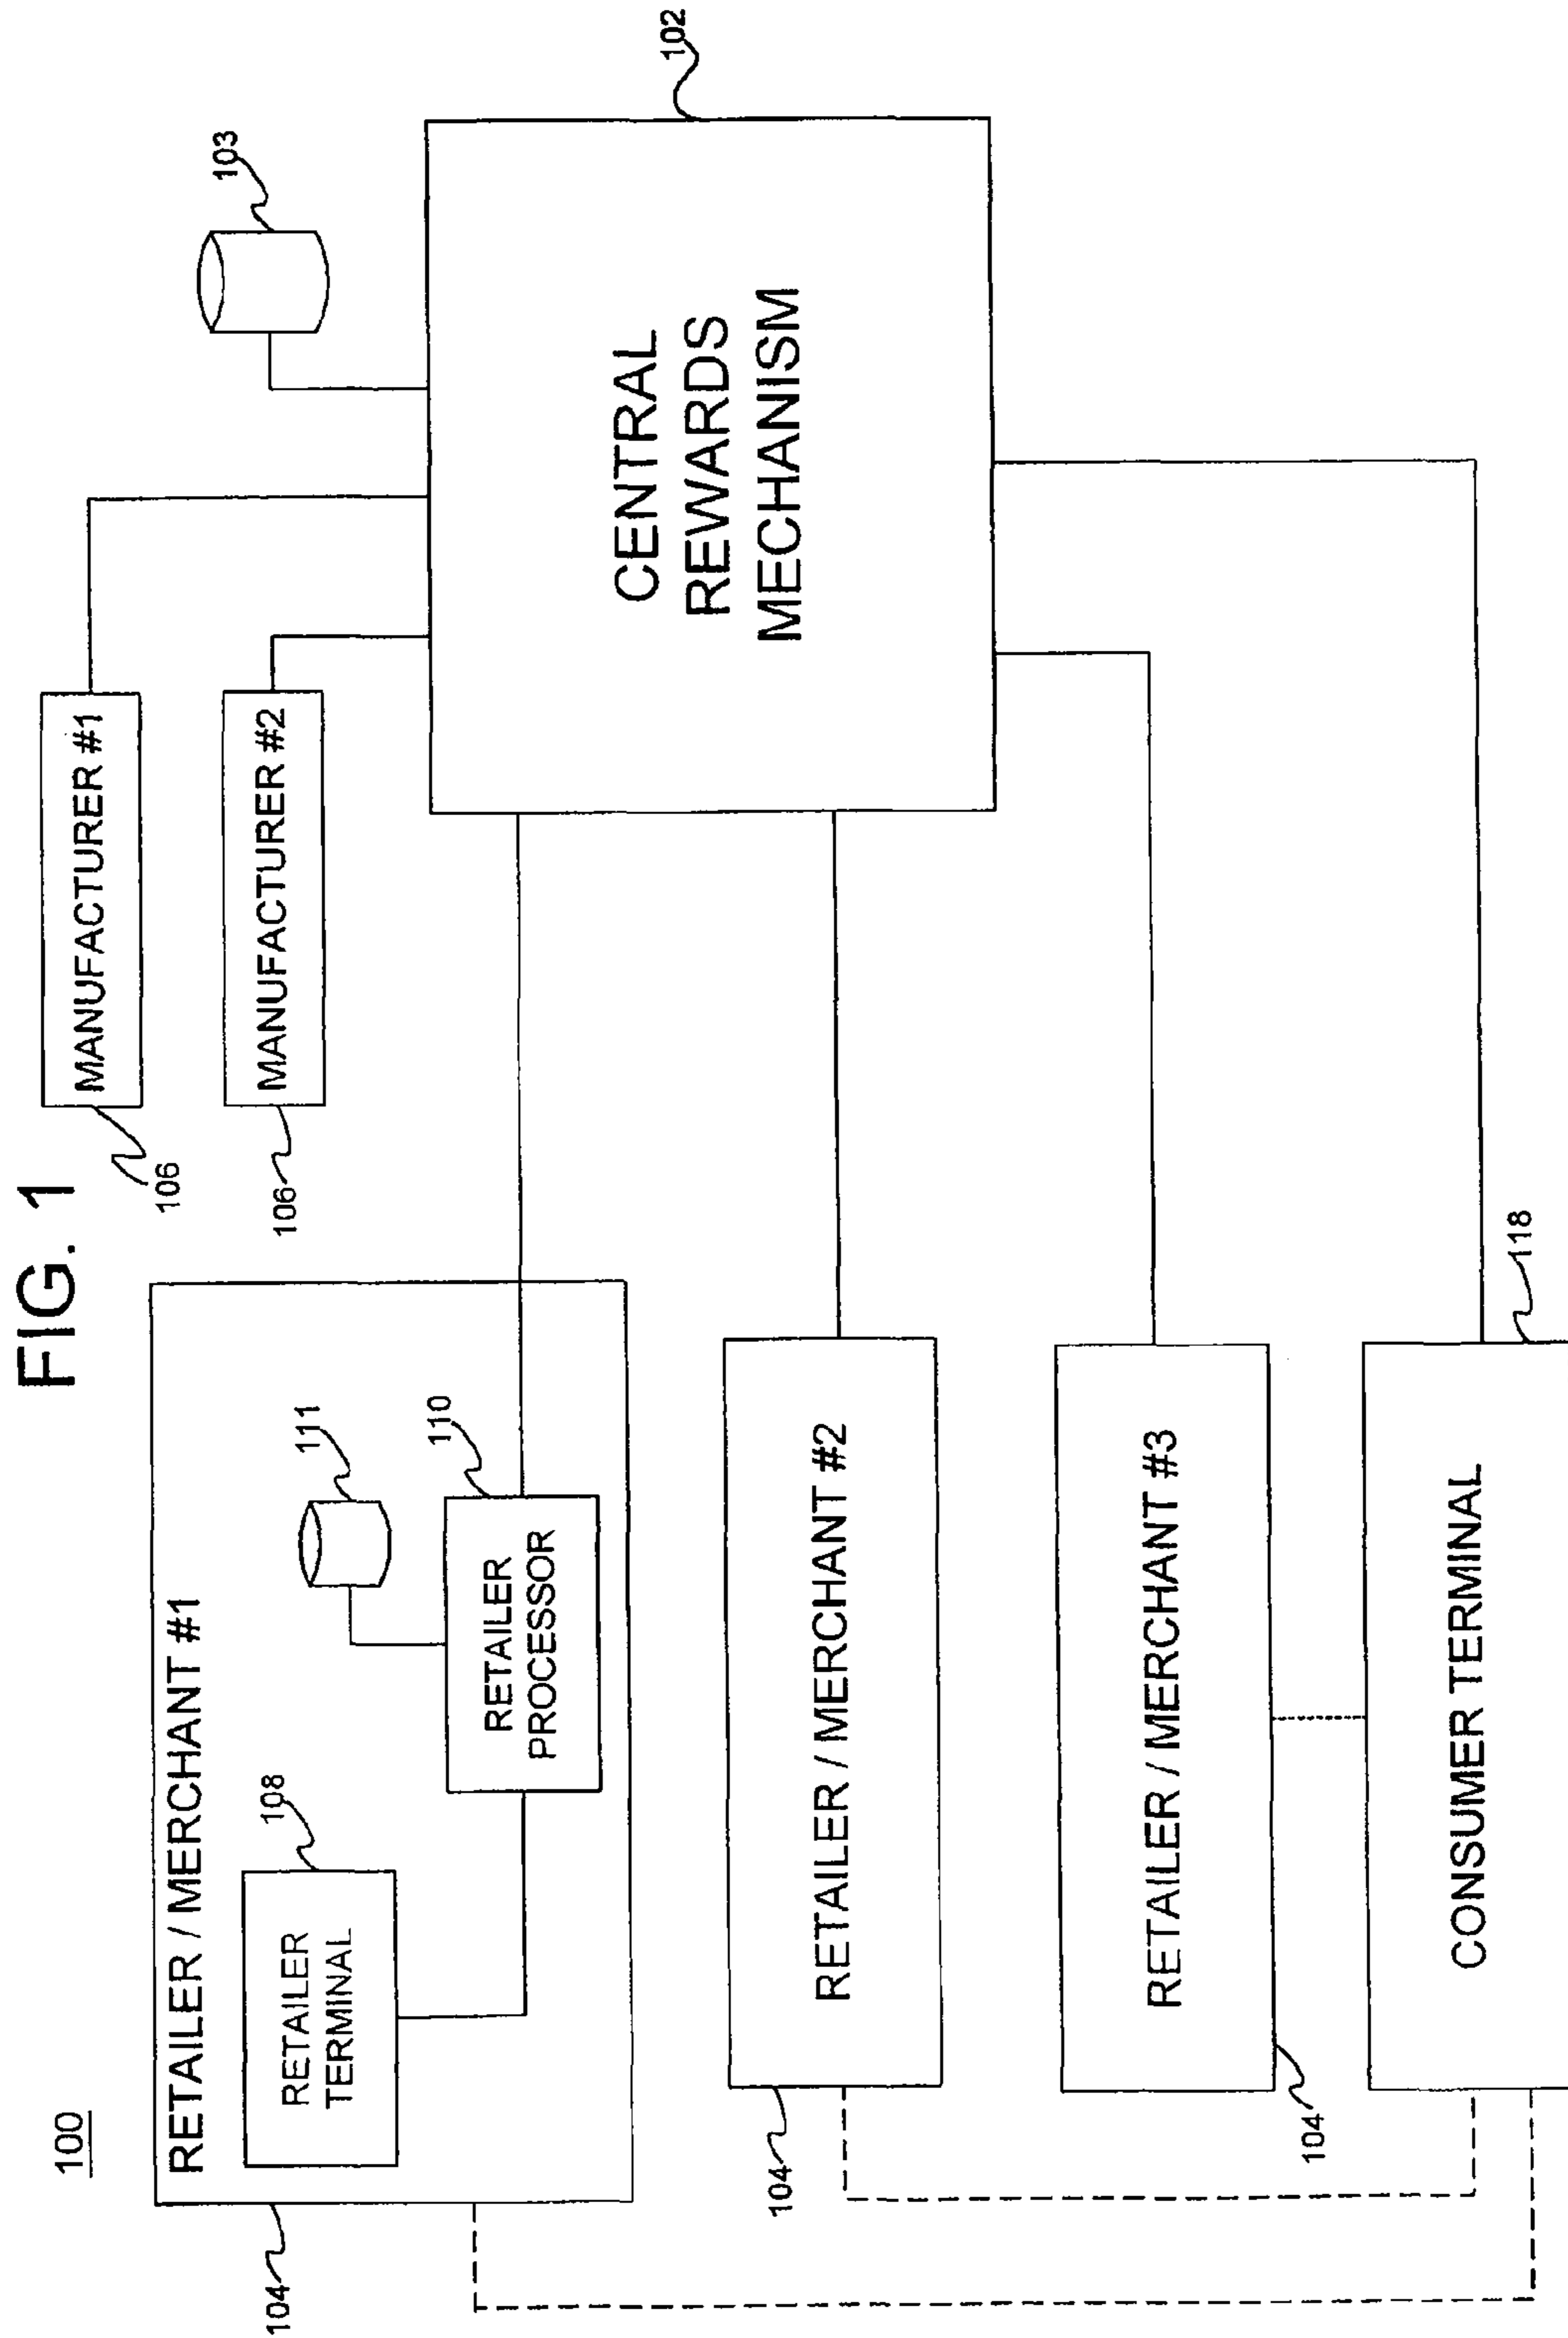 FIG. 1
100
RETAILER / MERCHANT #1
104
RETAILER
TERMINAL
108
111
RETAILER
PROCESSOR
110
106
MANUFACTURER #1
106
MANUFACTURER #2
103
102
CENTRAL
REWARDS
MECHANISM
104
RETAILER / MERCHANT #2
104
RETAILER / MERCHANT #3
CONSUMER TERMINAL
118